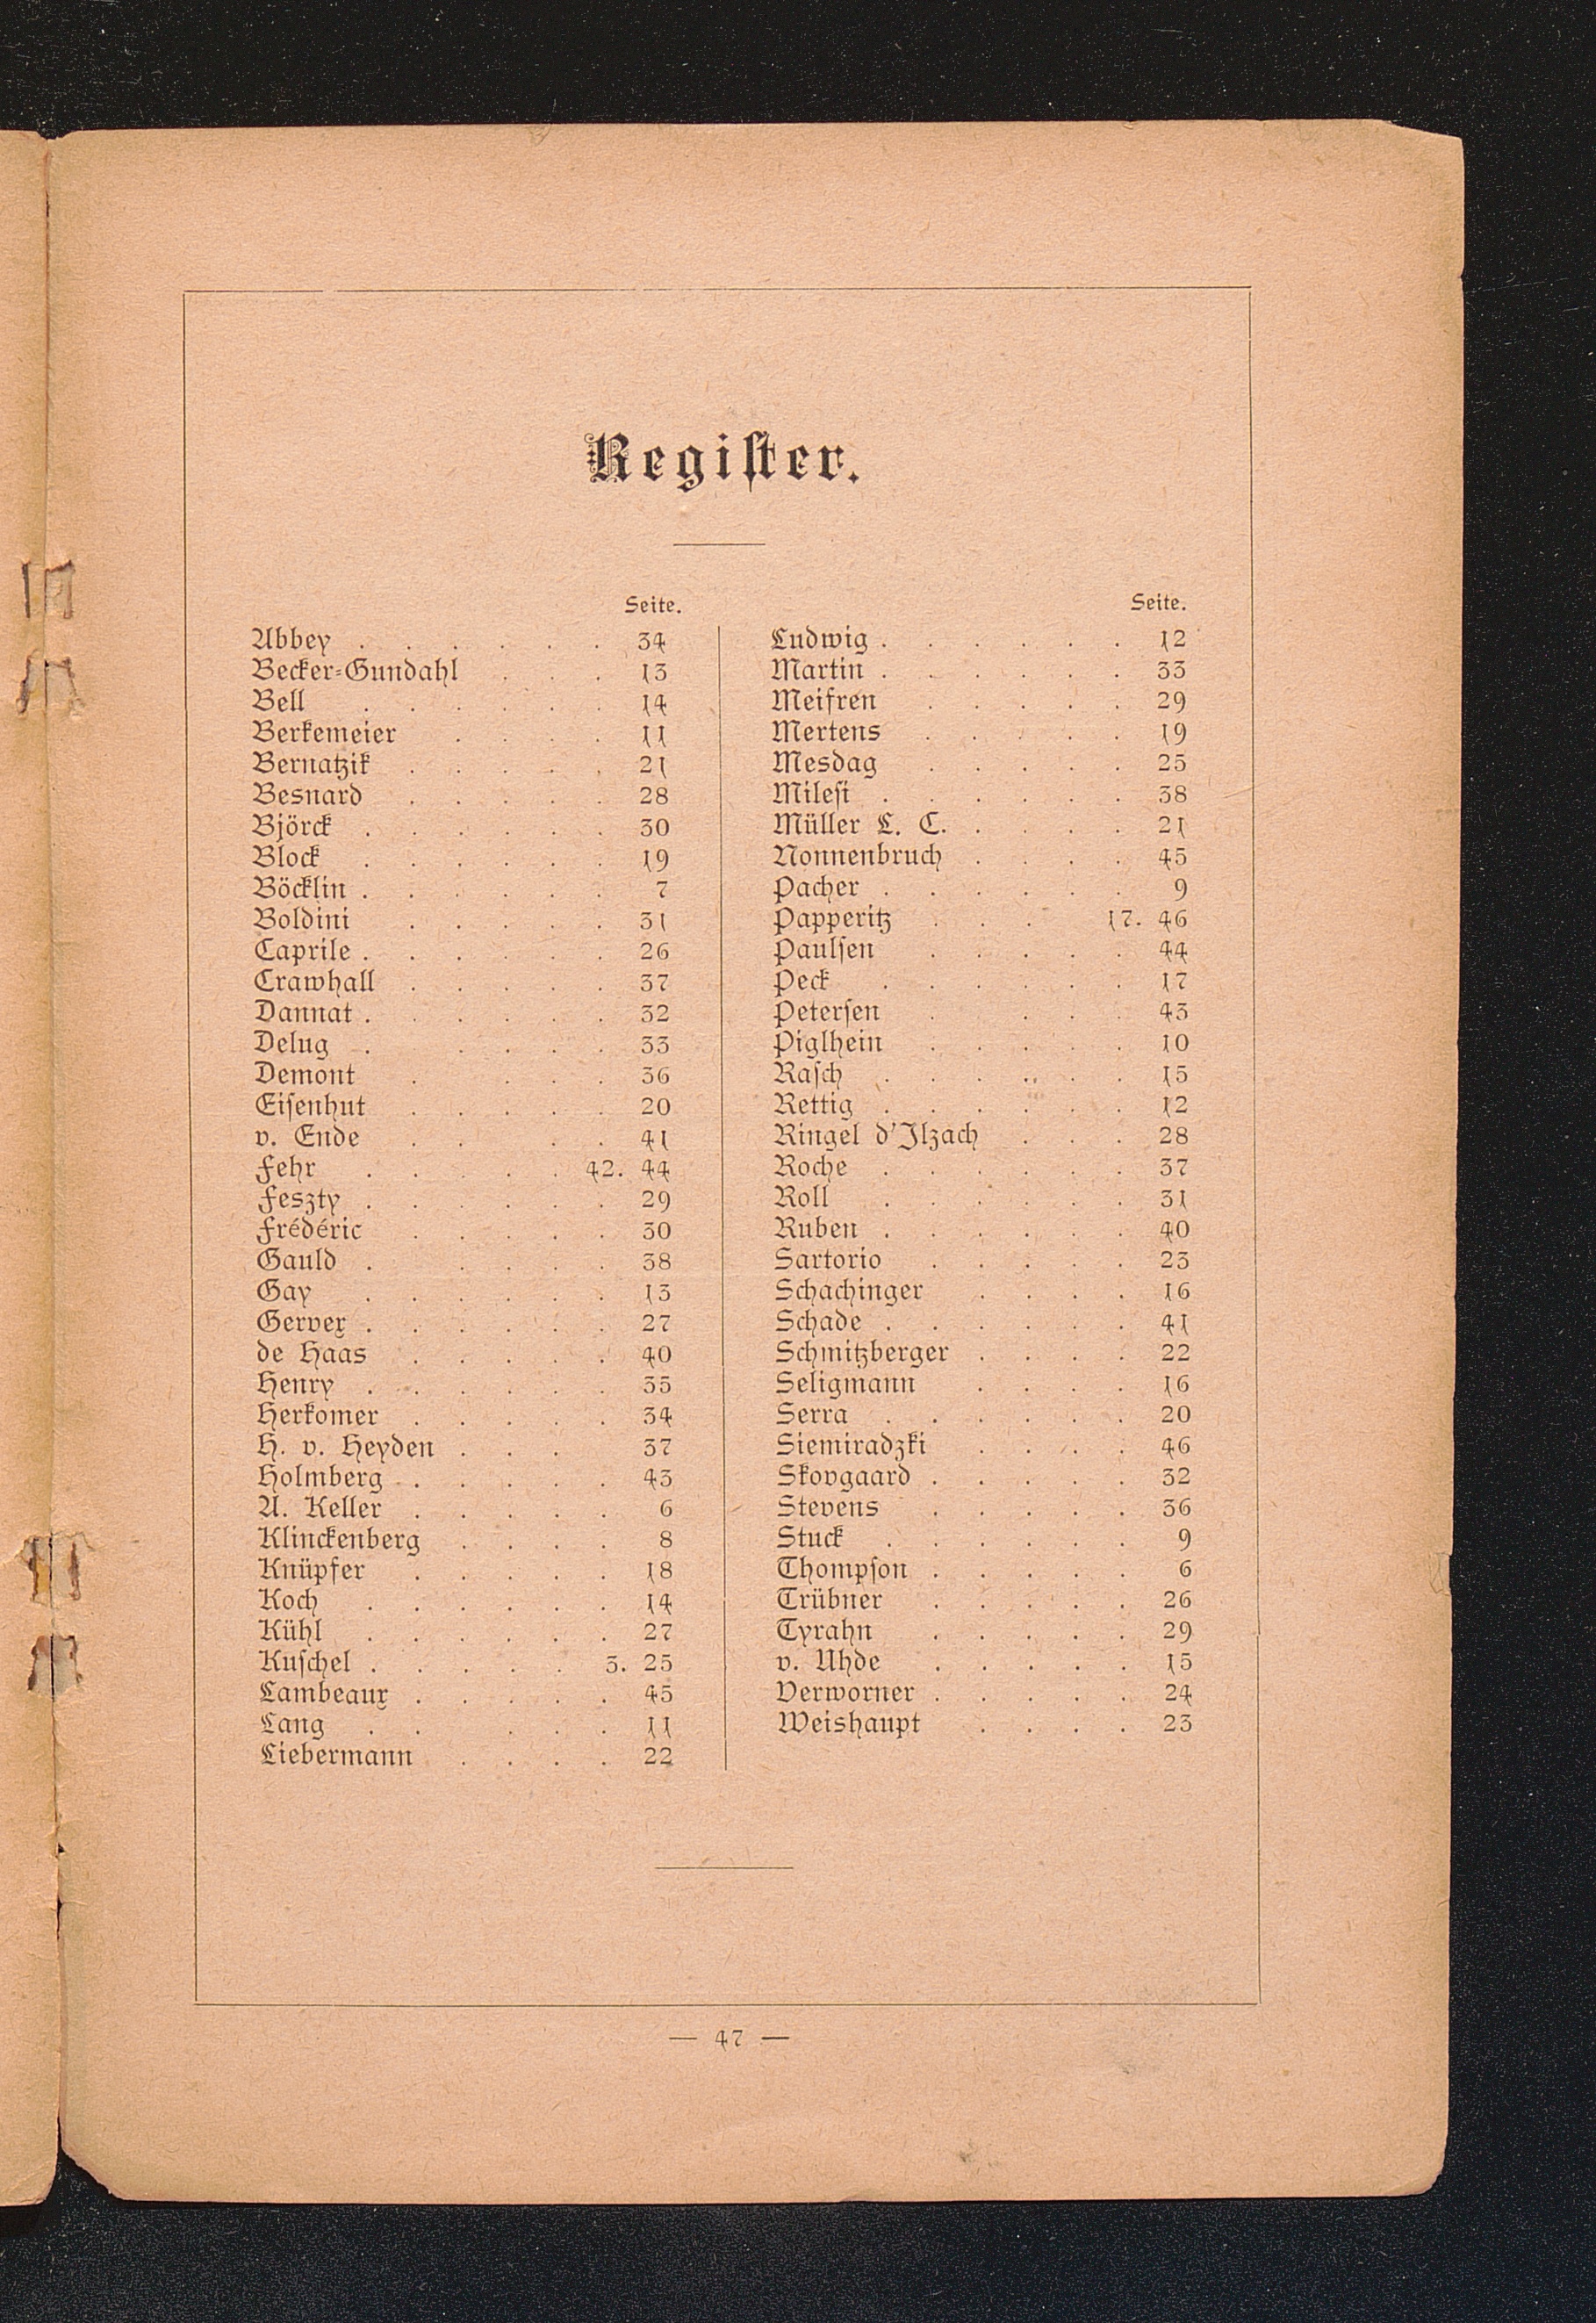 Regiſter.
Seite.
Abbey . . . . . . 34
Becker-Gundahl . . . 13
Bell . . . . . . 14
Berkemeier . . . . 11
Bernatzik . . . . . 21
Besnard . . . . . 28
Björck . . . . . . 30
Block . . . . . . 19
Böcklin . . . . . . 7
Boldini . . . . . 31
Caprile . . . . . . 26
Crawhall . . . . . 37
Dannat . . . . . . 32
Delug . . . . . 33
Demont . . . . 36
Eiſenhut . . . . . 20
v. Ende . . . . 41
Fehr . . . . . 42. 44
Feszty . . . . . . 29
Frédéric . . . . . 30
Gauld . . . . . 38
Gay . . . . . . 13
Gervex . . . . . . 27
de Haas . . . . . 40
Henry . . . . . . 35
Herkomer . . . . . 34
H. v. Heyden . . . 37
Holmberg . . . . . 43
A. Keller . . . . . 6
Klinckenberg . . . . 8
Knüpfer . . . . . 18
Koch . . . . . . 14
Kühl . . . . . . 27
Kuſchel . . . . . 3. 25
Lambeaux . . . . . 45
Lang . . . . . 11
Liebermann . . . . 22
Seite.
Ludwig . . . . . . 12
Martin . . . . . . 33
Meifren . . . . . 29
Mertens . . . . . 19
Mesdag . . . . . 25
Mileſi . . . . . . 38
Müller L. C. . . . . 21
Nonnenbruch . . . . 45
Pacher . . . . . . 9
Papperitz . . . 17. 46
Paulſen . . . . . 44
Peck . . . . . . 17
Peterſen . . . . 43
Piglhein . . . . . 10
Raſch . . . . . . 15
Rettig . . . . . . 12
Ringel d'Ilzach . . . 28
Roche . . . . . . 37
Roll . . . . . . 31
Ruben . . . . . . 40
Sartorio . . . . . 23
Schachinger . . . . 16
Schade . . . . . . 41
Schmitzberger . . . . 22
Seligmann . . . . 16
Serra . . . . . . 20
Siemiradzki . . . . 46
Skovgaard . . . . . 32
Stevens . . . . . 36
Stuck . . . . . . 9
Thompſon . . . . . 6
Trübner . . . . . 26
Tyrahn . . . . . 29
v. Uhde . . . . . 15
Verworner . . . . . 24
Weishaupt . . . . 23
— 47 —